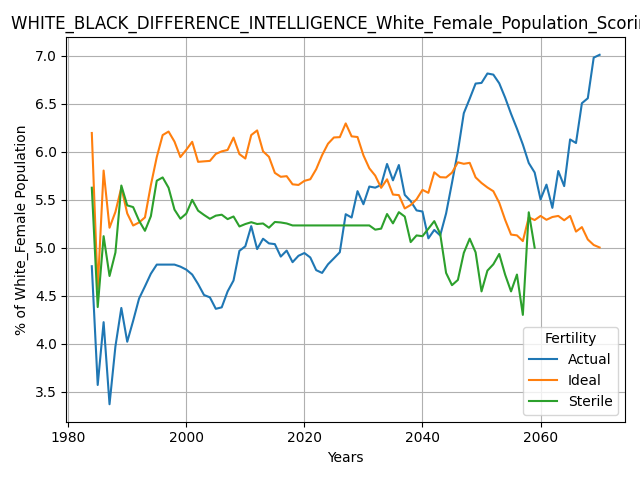 WHITE_BLACK_DIFFERENCE_INTELLIGENCE_White_Female_Population_Scori
7.0
6.5
6.0
5.5
5.0
4.5
4.0
3.5
% of White_Female Population
1980
2000
2020
2040
2060
Years
Fertility
Actual
Ideal
Sterile